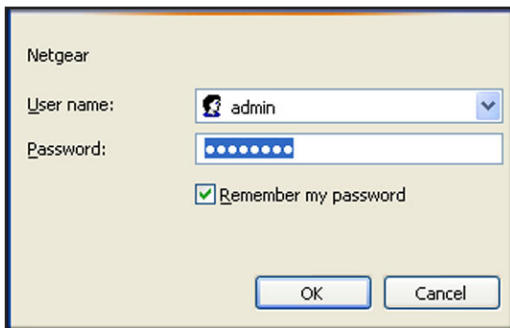 Netgear
User name: admin
Password: ••••••••
Remember my password
OK Cancel